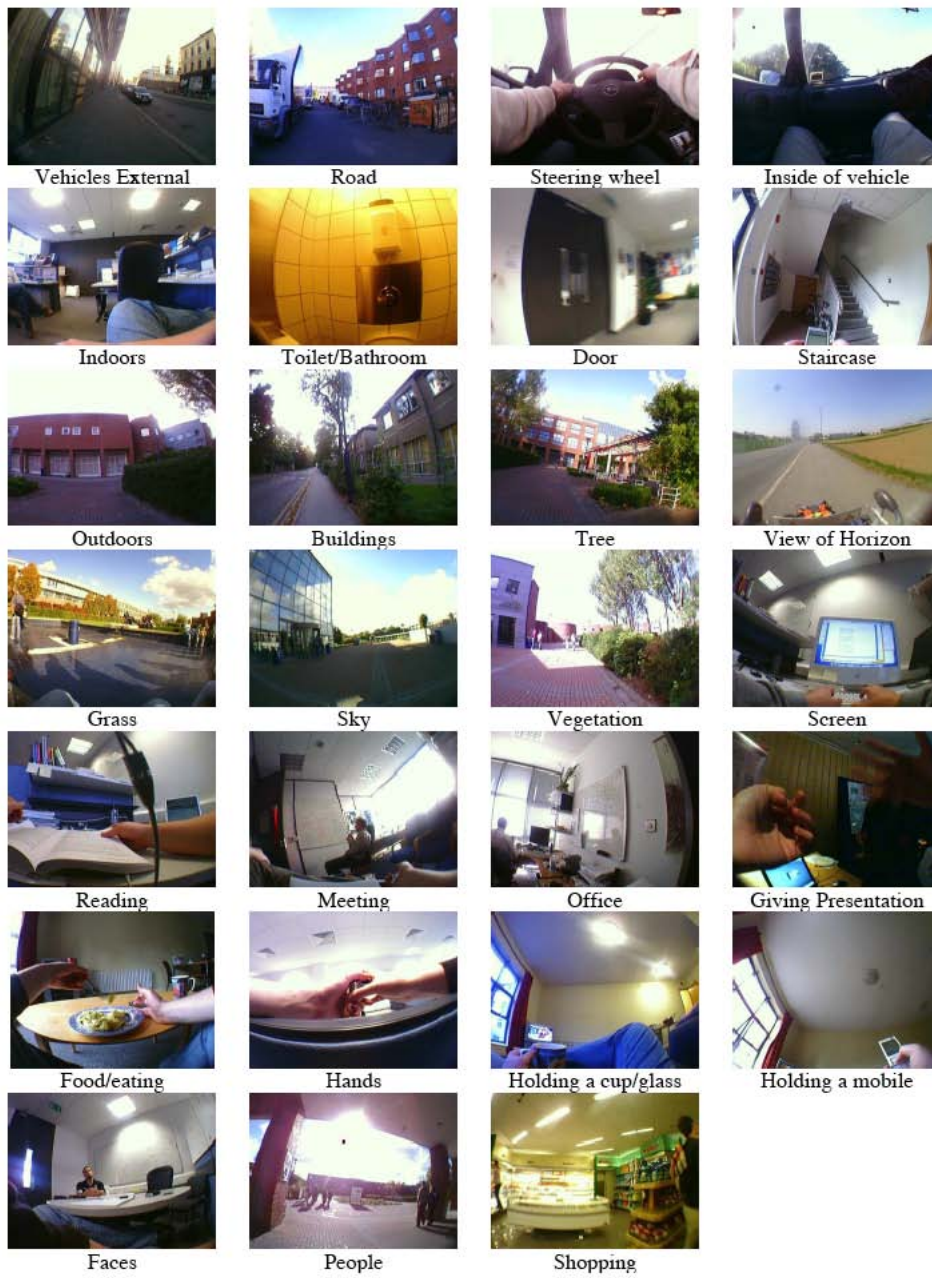 Vehicles External
Road
Steering wheel
Inside of vehicle
Indoors
Toilet/Bathroom
Door
Staircase
Outdoors
Buildings
Tree
View of Horizon
Grass
Sky
Vegetation
Screen
Reading
Meeting
Office
Giving Presentation
Food/eating
Hands
Holding a cup/glass
Holding a mobile
Faces
People
Shopping